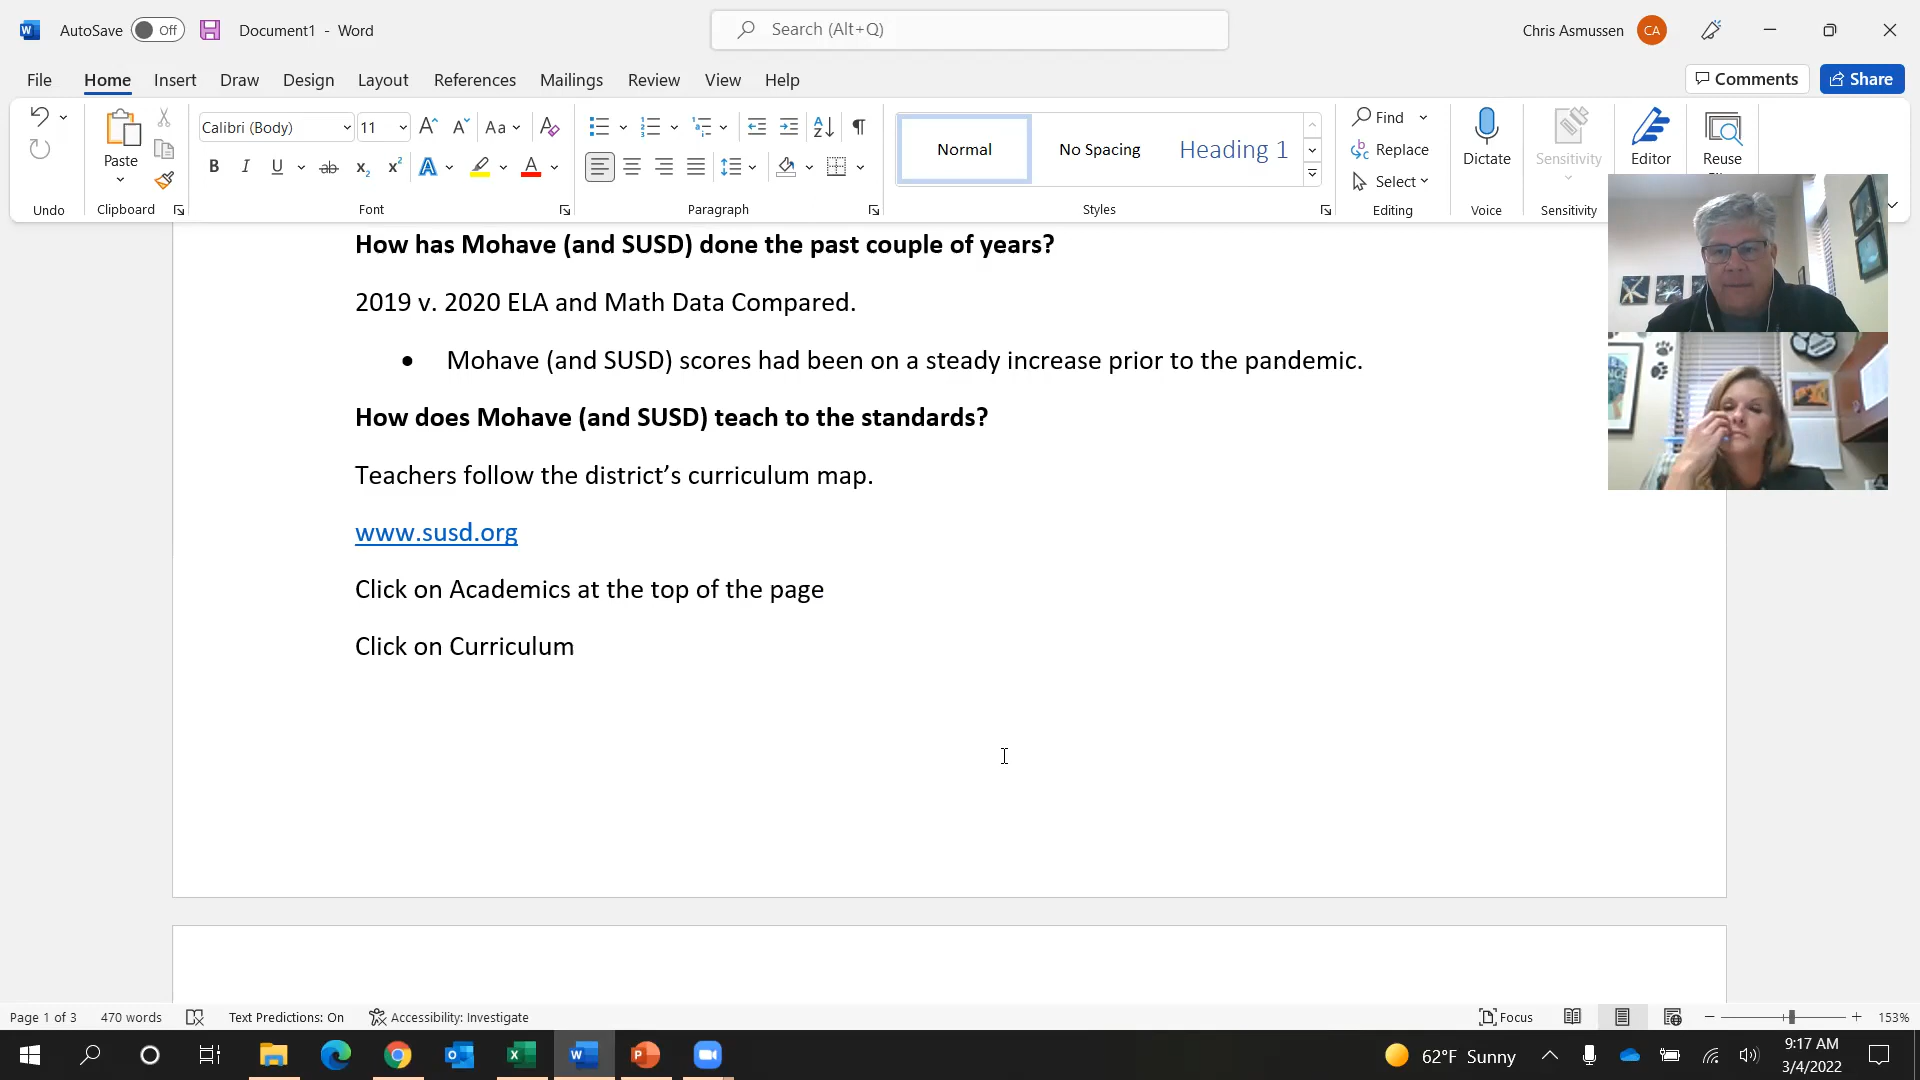 AutoSave Off Document1 - Word Search (Alt+Q) Chris Asmussen CA
File Home Insert Draw Design Layout References Mailings Review View Help Comments Share
Calibri (Body) 11 Aa Find
Paste Normal No Spacing Heading 1 Replace Dictate Sensitivity Editor Reuse
B I U ab x₂ x² A A Select
Undo Clipboard Font Paragraph Styles Editing Voice Sensitivity
How has Mohave (and SUSD) done the past couple of years?
2019 v. 2020 ELA and Math Data Compared.
• Mohave (and SUSD) scores had been on a steady increase prior to the pandemic.
How does Mohave (and SUSD) teach to the standards?
Teachers follow the district’s curriculum map.
www.susd.org
Click on Academics at the top of the page
Click on Curriculum
Page 1 of 3 470 words Text Predictions: On Accessibility: Investigate Focus 153%
62°F Sunny 9:17 AM
3/4/2022